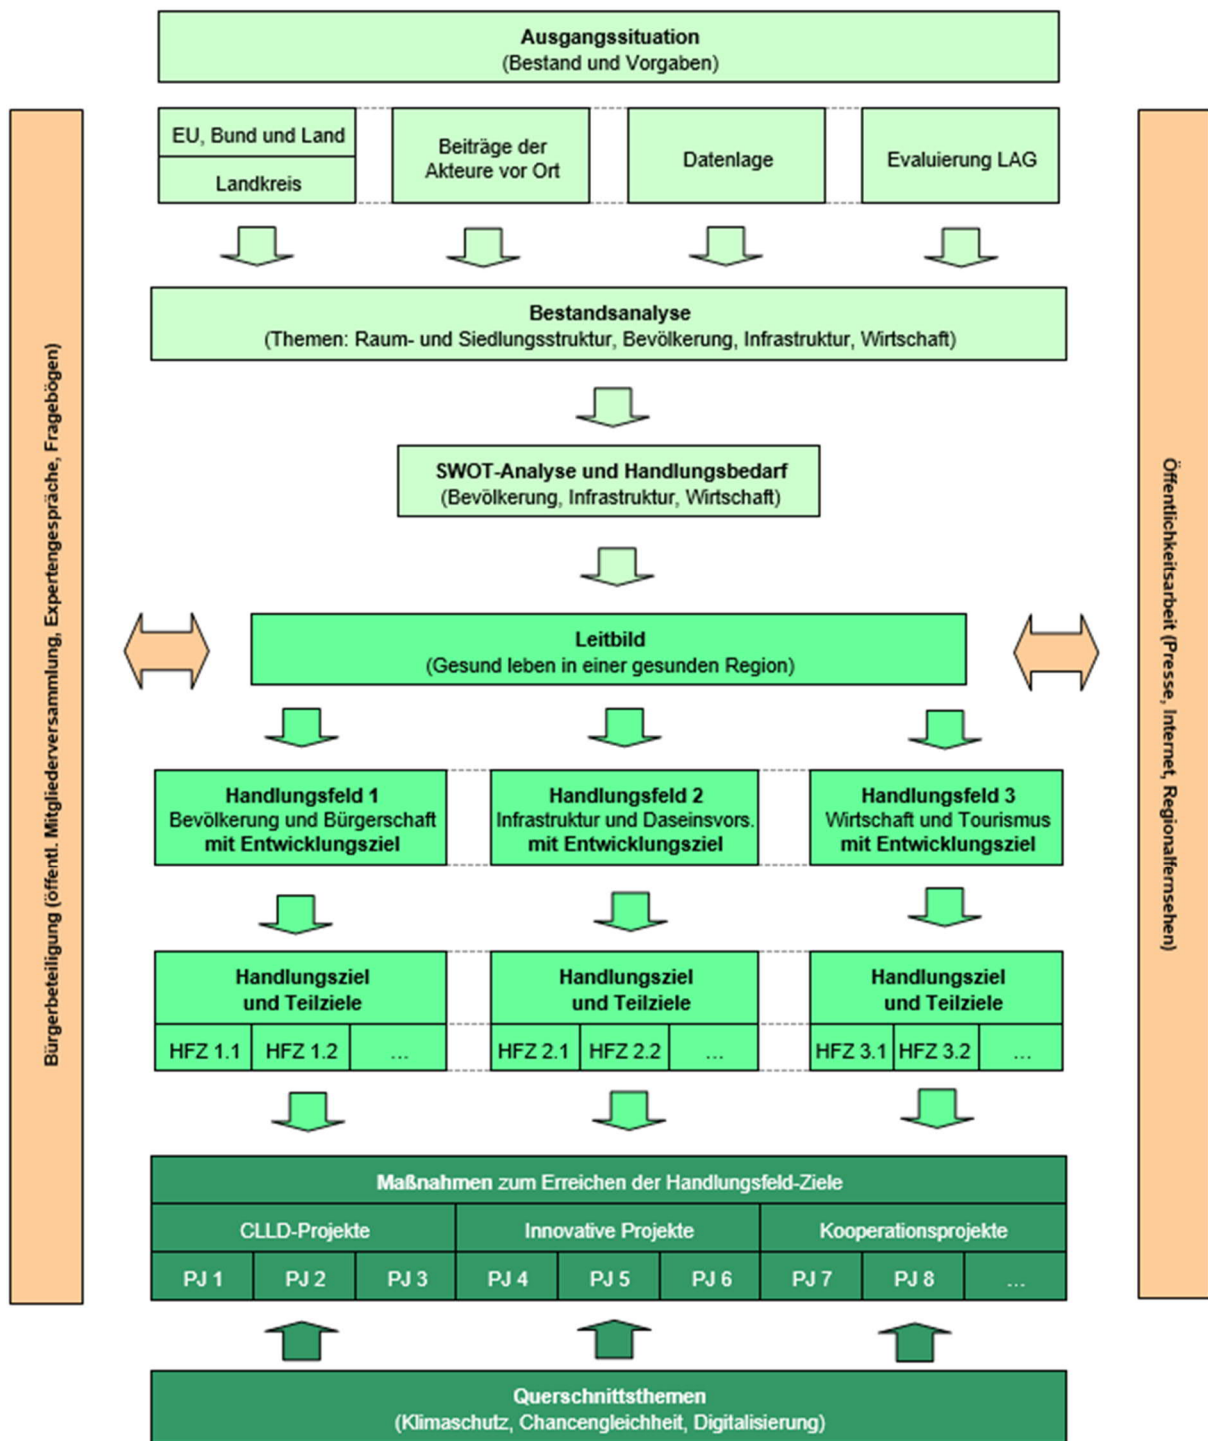 Ausgangssituation
(Bestand und Vorgaben)
EU, Bund und Land
Landkreis
Beiträge der
Akteure vor Ort
Datenlage
Evaluierung LAG
Bestandsanalyse
(Themen: Raum- und Siedlungsstruktur, Bevölkerung, Infrastruktur, Wirtschaft)
SWOT-Analyse und Handlungsbedarf
(Bevölkerung, Infrastruktur, Wirtschaft)
Bürgerbeteiligung (öffentl. Mitgliederversammlung, Expertengespräche, Fragebögen)
Öffentlichkeitsarbeit (Presse, Internet, Regionalfernsehen)
Leitbild
(Gesund leben in einer gesunden Region)
Handlungsfeld 1
Bevölkerung und Bürgerschaft
mit Entwicklungsziel
Handlungsfeld 2
Infrastruktur und Daseinsvors.
mit Entwicklungsziel
Handlungsfeld 3
Wirtschaft und Tourismus
mit Entwicklungsziel
Handlungsziel
und Teilziele
HFZ 1.1 HFZ 1.2 ...
Handlungsziel
und Teilziele
HFZ 2.1 HFZ 2.2 ...
Handlungsziel
und Teilziele
HFZ 3.1 HFZ 3.2 ...
Maßnahmen zum Erreichen der Handlungsfeld-Ziele
CLLD-Projekte Innovative Projekte Kooperationsprojekte
PJ 1 PJ 2 PJ 3 PJ 4 PJ 5 PJ 6 PJ 7 PJ 8 ...
Querschnittsthemen
(Klimaschutz, Chancengleichheit, Digitalisierung)